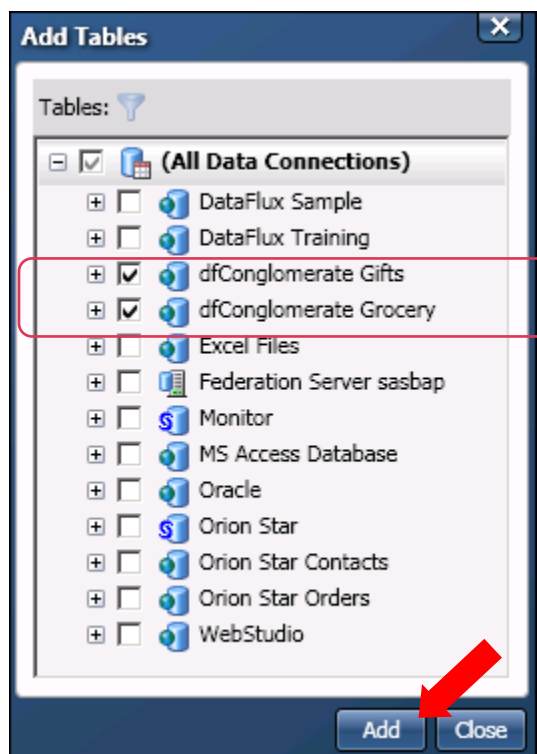 Add Tables
Tables:
(All Data Connections)
DataFlux Sample
DataFlux Training
dfConglomerate Gifts
dfConglomerate Grocery
Excel Files
Federation Server sasbap
Monitor
MS Access Database
Oracle
Orion Star
Orion Star Contacts
Orion Star Orders
WebStudio
Add Close